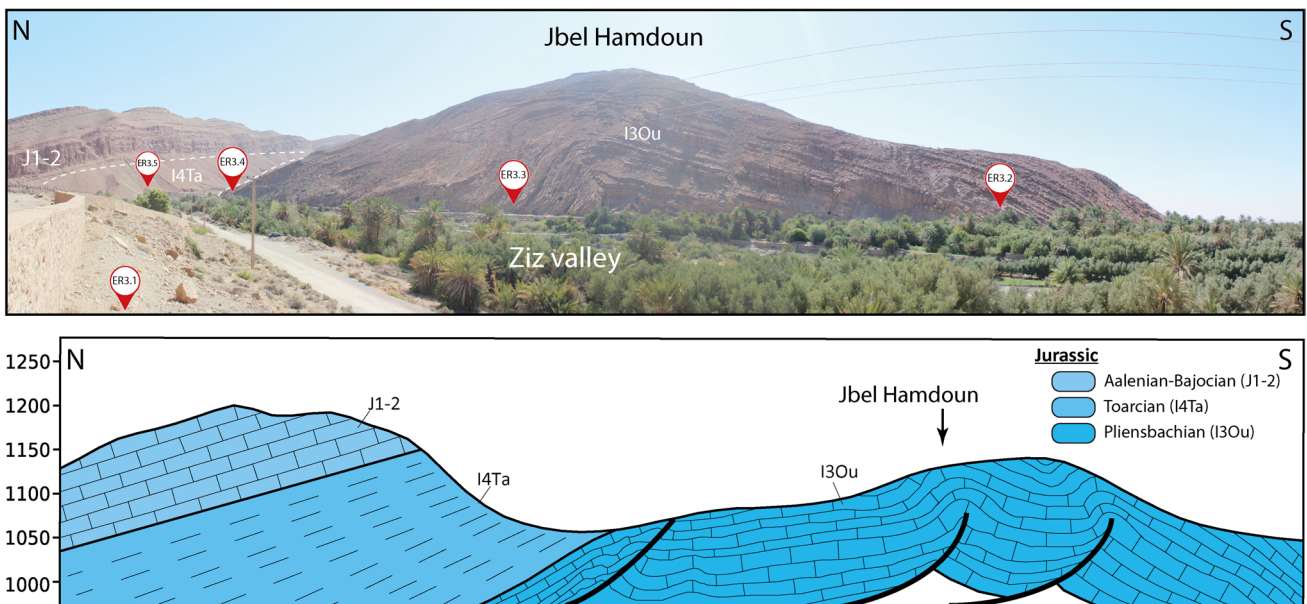 N
Jbel Hamdoun
S
J1-2
ER3.5
I4Ta
ER3.4
ER3.3
I3Ou
ER3.2
ER3.1
Ziz valley
N
S
1250
1200
1150
1100
1050
1000
J1-2
I4Ta
I3Ou
Jbel Hamdoun
Jurassic
Aalenian-Bajocian (J1-2)
Toarcian (I4Ta)
Pliensbachian (I3Ou)